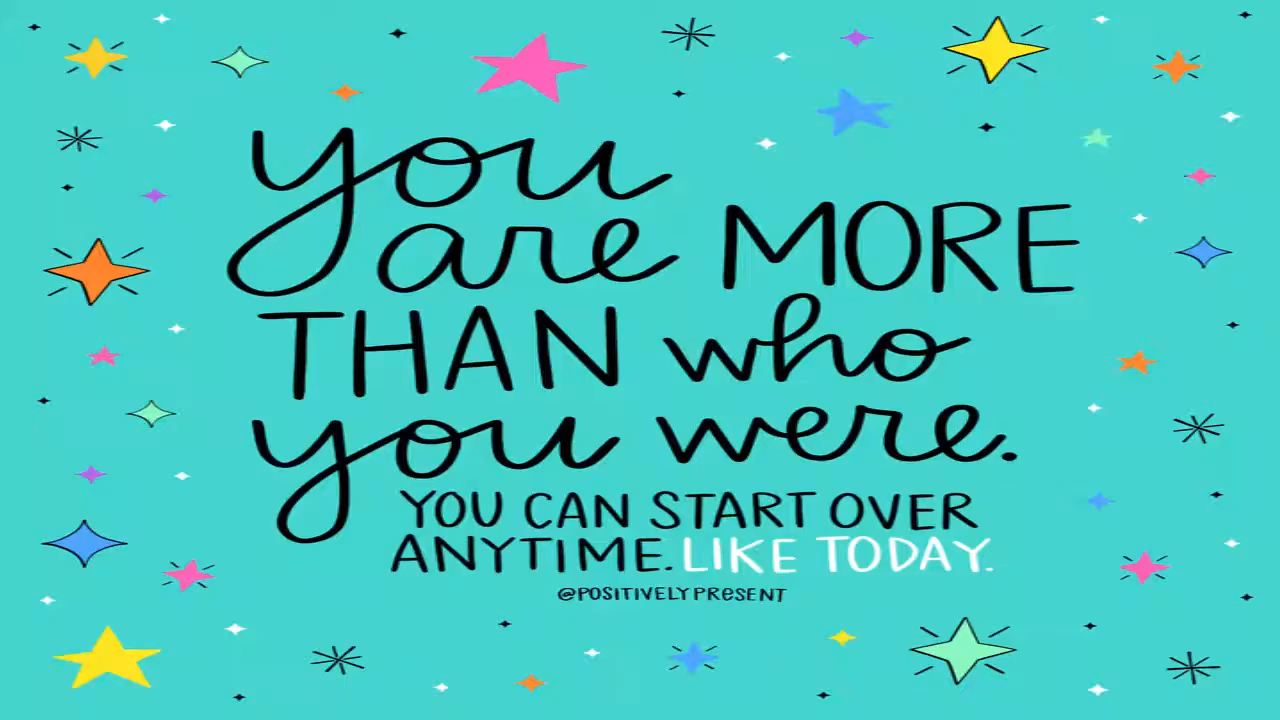 you
are MORE
THAN who
you were.
YOU CAN START OVER
ANYTIME. LIKE TODAY.
@POSITIVELYPRESENT